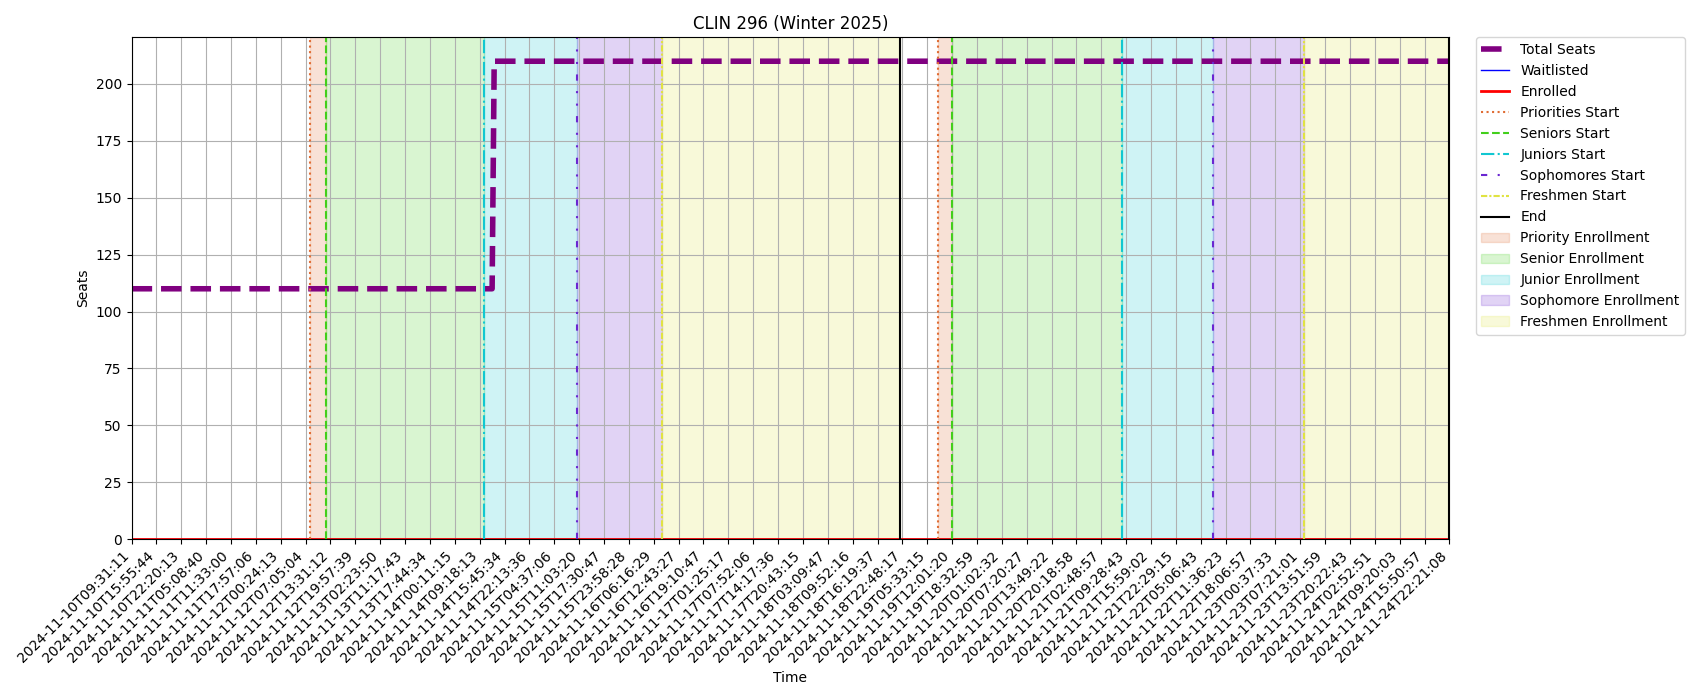 CLIN 296 (Winter 2025)
Seats
200
175
150
125
100
75
50
25
0
2024-11-10T09:31:11
2024-11-10T15:55:44
2024-11-10T22:20:13
2024-11-11T05:08:40
2024-11-11T11:33:00
2024-11-11T17:57:06
2024-11-12T00:24:13
2024-11-12T07:05:04
2024-11-12T13:31:12
2024-11-12T19:57:39
2024-11-13T02:23:50
2024-11-13T11:17:43
2024-11-13T17:44:34
2024-11-14T00:11:15
2024-11-14T09:18:13
2024-11-14T15:45:34
2024-11-14T22:13:36
2024-11-15T04:37:06
2024-11-15T11:03:20
2024-11-15T17:30:47
2024-11-15T23:58:28
2024-11-16T06:16:29
2024-11-16T12:43:27
2024-11-16T19:10:47
2024-11-17T01:25:17
2024-11-17T07:52:06
2024-11-17T14:17:36
2024-11-17T20:43:15
2024-11-18T03:09:47
2024-11-18T09:52:16
2024-11-18T16:19:37
2024-11-18T22:48:17
2024-11-19T05:33:15
2024-11-19T12:01:20
2024-11-19T18:32:59
2024-11-20T01:02:32
2024-11-20T07:20:27
2024-11-20T13:49:22
2024-11-20T20:18:58
2024-11-21T02:48:57
2024-11-21T09:28:43
2024-11-21T15:59:02
2024-11-21T22:29:15
2024-11-22T05:06:43
2024-11-22T11:36:23
2024-11-22T18:06:57
2024-11-23T00:37:33
2024-11-23T07:21:01
2024-11-23T13:51:59
2024-11-23T20:22:43
2024-11-24T02:52:51
2024-11-24T09:20:03
2024-11-24T15:50:57
2024-11-24T22:21:08
Time
Total Seats
Waitlisted
Enrolled
Priorities Start
Seniors Start
Juniors Start
Sophomores Start
Freshmen Start
End
Priority Enrollment
Senior Enrollment
Junior Enrollment
Sophomore Enrollment
Freshmen Enrollment